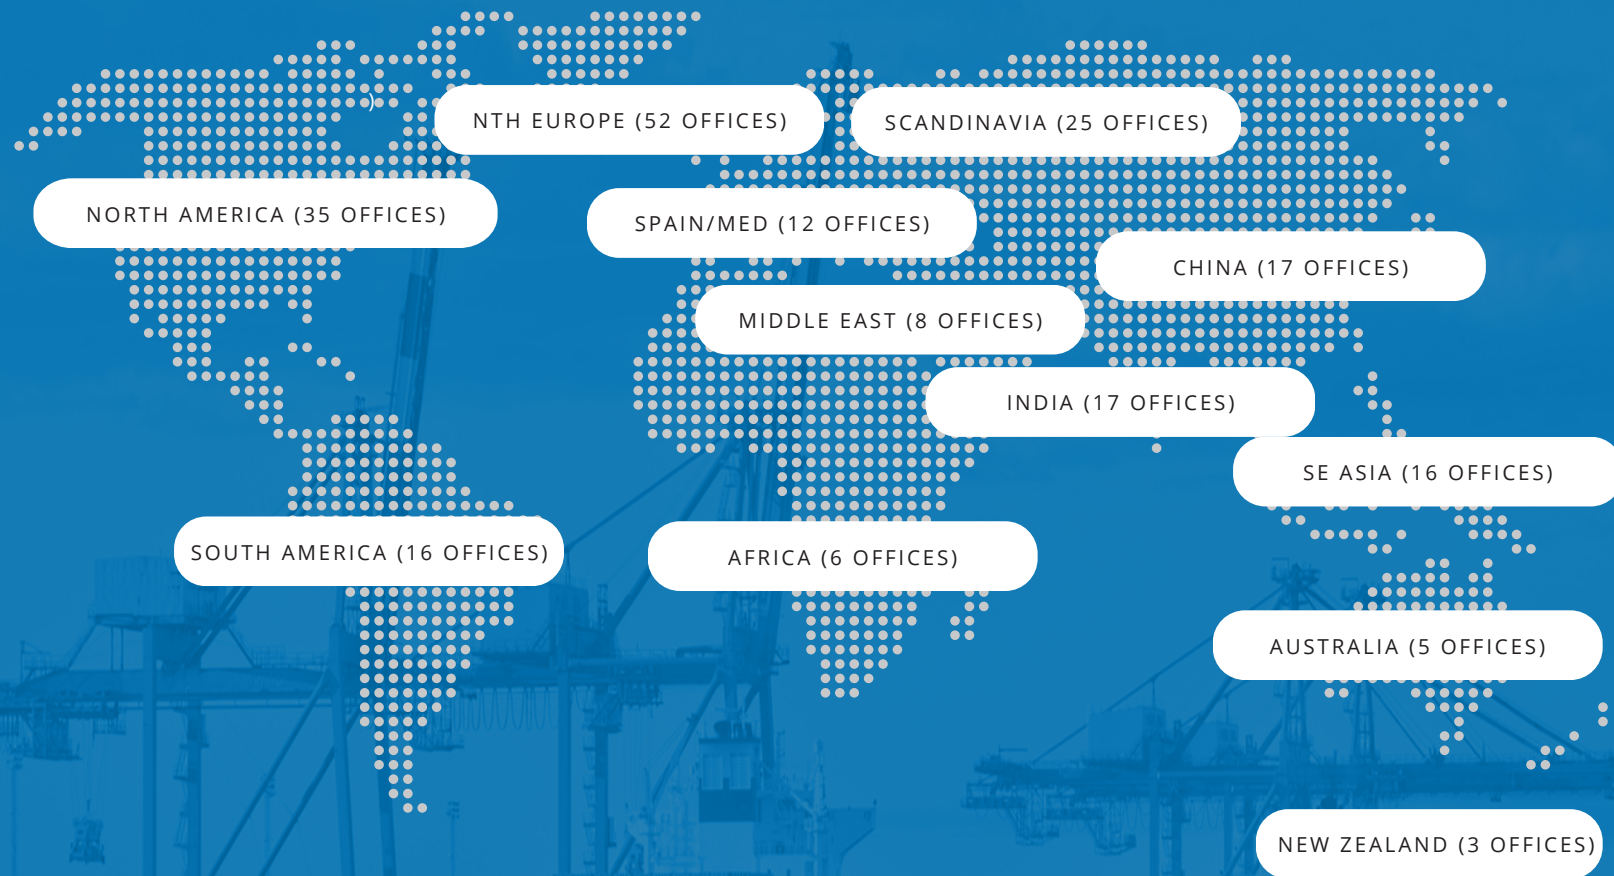 )
NTH EUROPE (52 OFFICES)
SCANDINAVIA (25 OFFICES)
NORTH AMERICA (35 OFFICES)
SPAIN/MED (12 OFFICES)
CHINA (17 OFFICES)
MIDDLE EAST (8 OFFICES)
INDIA (17 OFFICES)
SE ASIA (16 OFFICES)
SOUTH AMERICA (16 OFFICES)
AFRICA (6 OFFICES)
AUSTRALIA (5 OFFICES)
NEW ZEALAND (3 OFFICES)